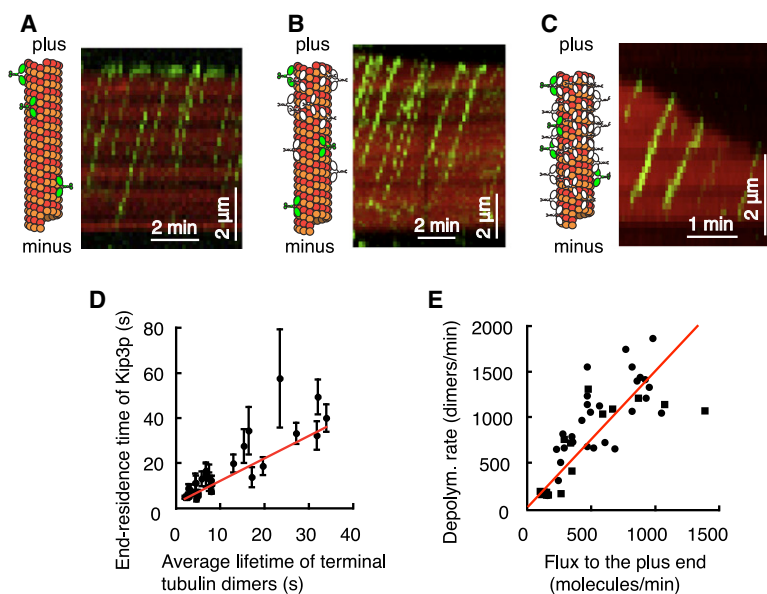 A
plus
minus
2 min
2 µm
B
plus
minus
2 min
2 µm
C
plus
minus
1 min
2 µm
D
End-residence time of Kip3p (s)
80
60
40
20
0
0 10 20 30 40
Average lifetime of terminal
tubulin dimers (s)
E
Depolym. rate (dimers/min)
2000
1500
1000
500
0
0 500 1000 1500
Flux to the plus end
(molecules/min)